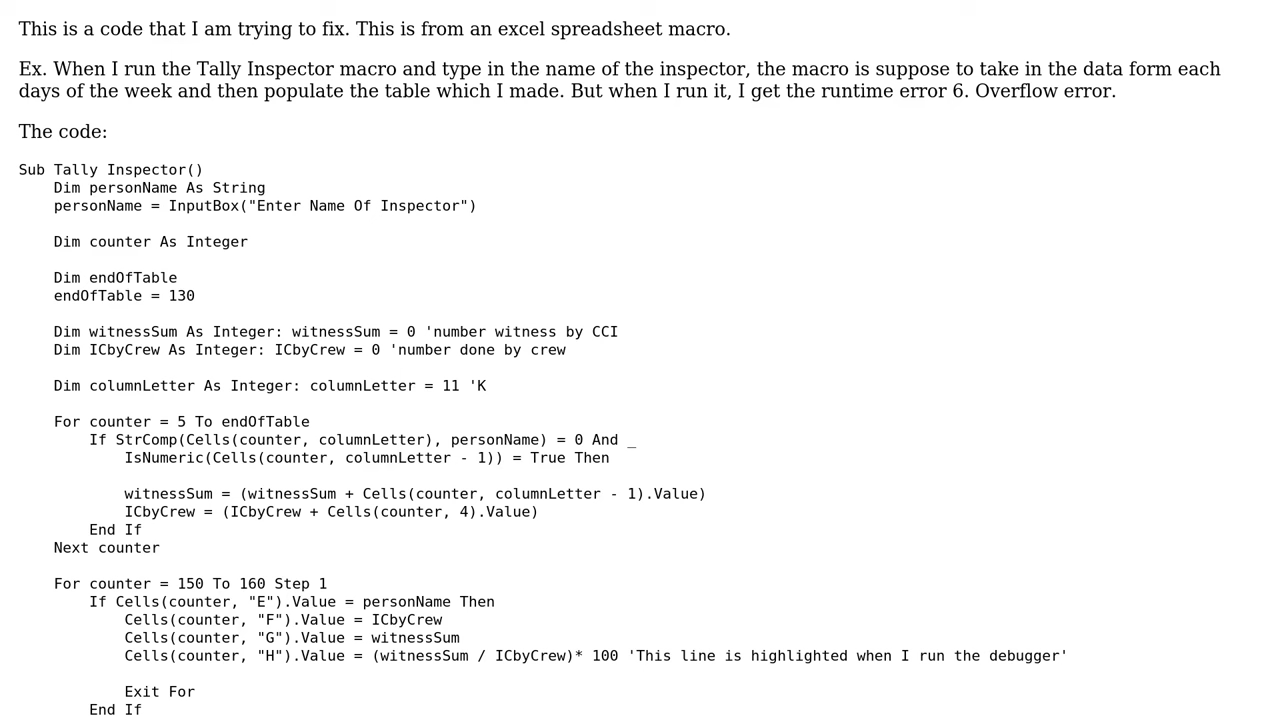 This is a code that I am trying to fix. This is from an excel spreadsheet macro.
Ex. When I run the Tally Inspector macro and type in the name of the inspector, the macro is suppose to take in the data form each
days of the week and then populate the table which I made. But when I run it, I get the runtime error 6. Overflow error.
The code:
Sub Tally Inspector()
    Dim personName As String
    personName = InputBox("Enter Name Of Inspector")
    Dim counter As Integer
    Dim endOfTable
    endOfTable = 130
    Dim witnessSum As Integer: witnessSum = 0 'number witness by CCI
    Dim ICbyCrew As Integer: ICbyCrew = 0 'number done by crew
    Dim columnLetter As Integer: columnLetter = 11 'K
    For counter = 5 To endOfTable
        If StrComp(Cells(counter, columnLetter), personName) = 0 And _
            IsNumeric(Cells(counter, columnLetter - 1)) = True Then
            witnessSum = (witnessSum + Cells(counter, columnLetter - 1).Value)
            ICbyCrew = (ICbyCrew + Cells(counter, 4).Value)
        End If
    Next counter
    For counter = 150 To 160 Step 1
        If Cells(counter, "E").Value = personName Then
            Cells(counter, "F").Value = ICbyCrew
            Cells(counter, "G").Value = witnessSum
            Cells(counter, "H").Value = (witnessSum / ICbyCrew)* 100 'This line is highlighted when I run the debugger'
            Exit For
        End If